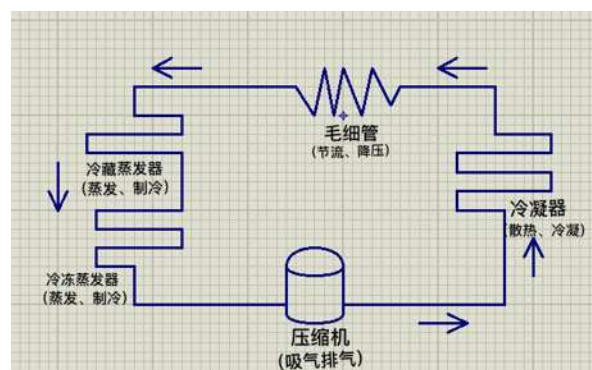 毛细管
(节流、降压)
冷藏蒸发器
(蒸发、制冷)
冷凝器
(散热、冷凝)
冷冻蒸发器
(蒸发、制冷)
压缩机
(吸气排气)